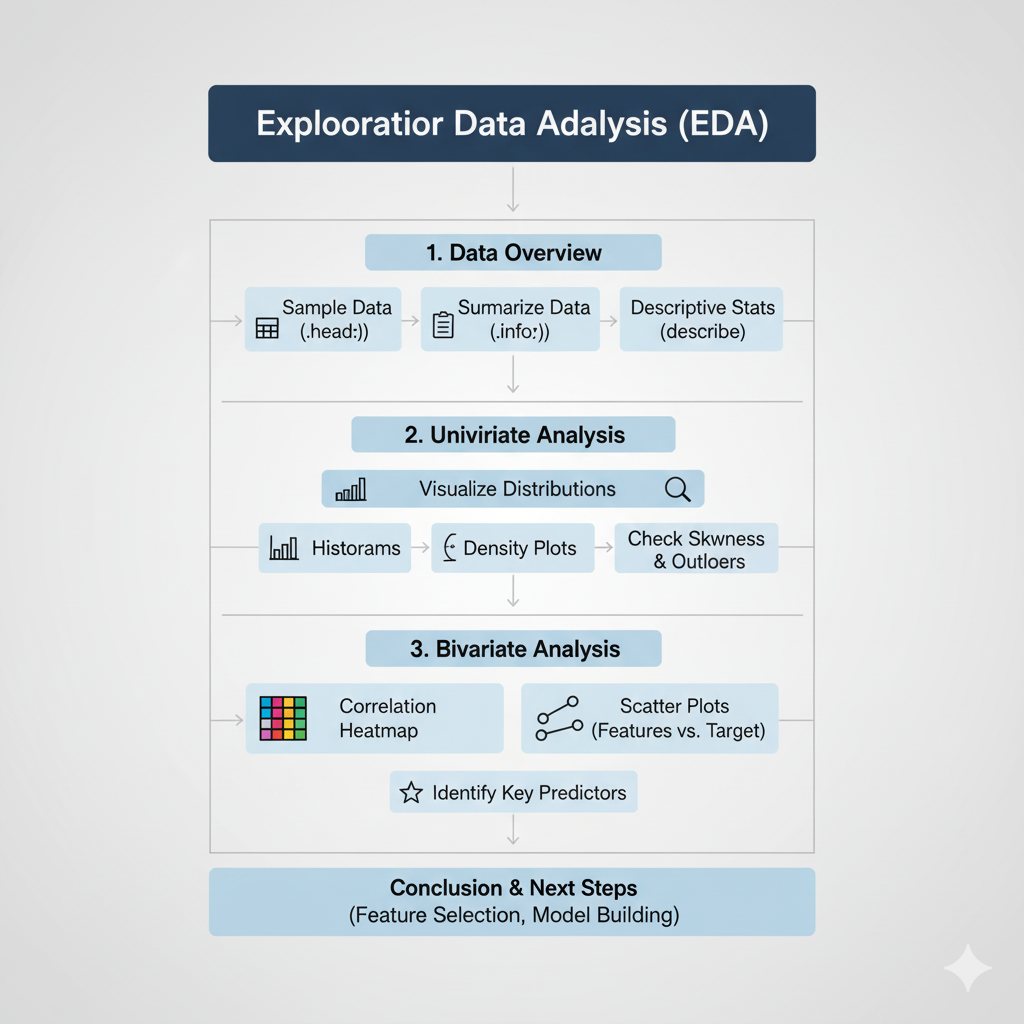 Explooratior Data Adalysis (EDA)
1. Data Overview
Sample Data
(.head:))
Sumarize Data
(.info:))
Descriptive Stats
(describe)
2. Univiriate Analysis
Visualize Distributions
Historams
Density Plots
Check Skwness
& Outloers
3. Bivariate Analysis
Correlation
Heatmap
Scatter Plots
(Features vs. Target)
Identify Key Predictors
Conclusion & Next Steps
(Feature Selection, Model Building)